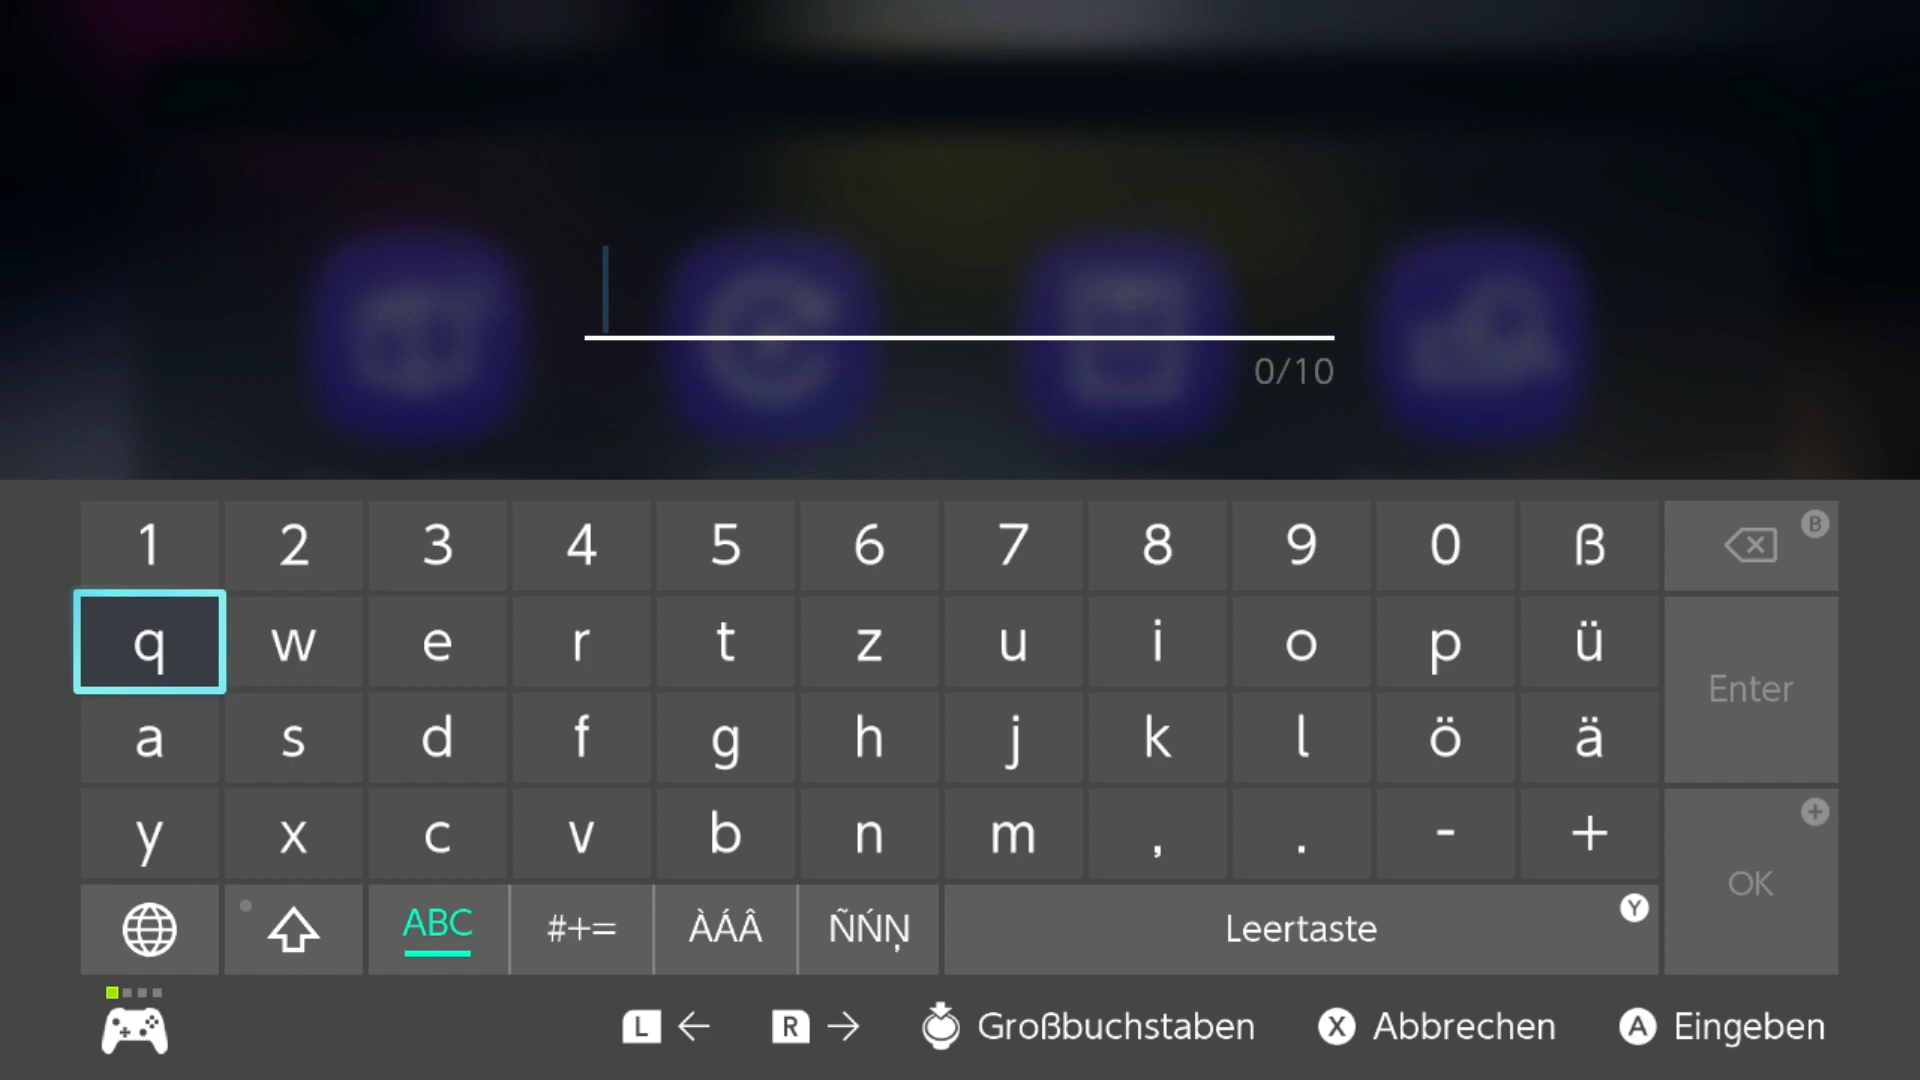 0/10
1 2 3 4 5 6 7 8 9 0 ß B
q w e r t z u i o p ü Enter
a s d f g h j k l ö ä
y x c v b n m , . - + +
OK
ABC #+= ÀÁÂ ÑŃŅ Leertaste Y
L ← R → Großbuchstaben X Abbrechen A Eingeben